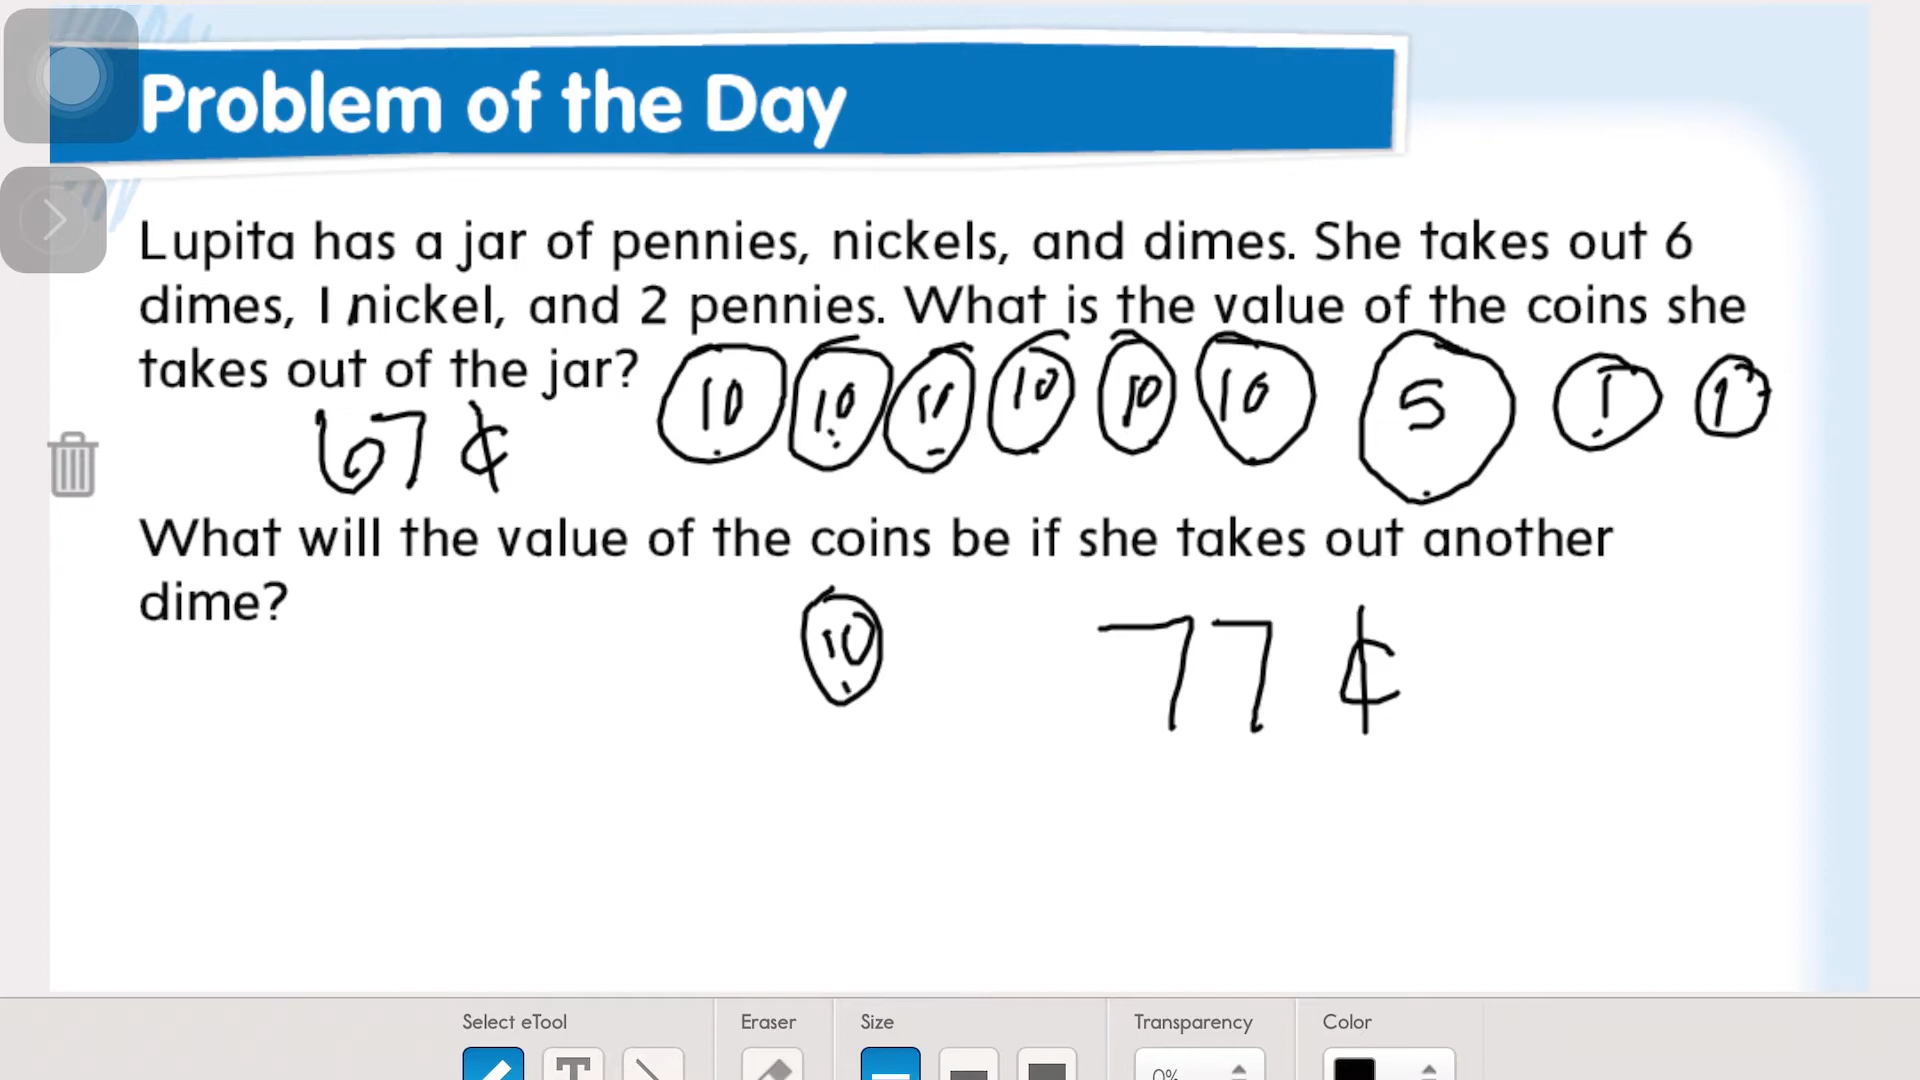 Problem of the Day
Lupita has a jar of pennies, nickels, and dimes. She takes out 6
dimes, 1 nickel, and 2 pennies. What is the value of the coins she
takes out of the jar?
10 10 10 10 10 10 5 1 1
67 ¢
What will the value of the coins be if she takes out another
dime?
10 77 ¢
Select eTool Eraser Size Transparency Color
T 0%